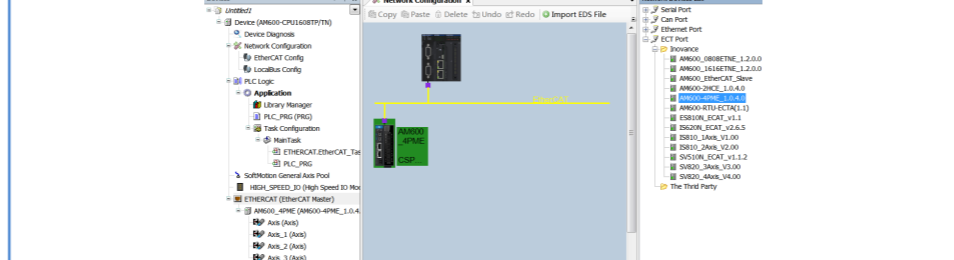 Network Configuration X
Untitled1
Device (AM600-CPU1608TP/TN)
Device Diagnosis
Network Configuration
EtherCAT Config
LocalBus Config
PLC Logic
Application
Library Manager
PLC_PRG (PRG)
Task Configuration
MainTask
ETHERCAT.EtherCAT_Tas
PLC_PRG
SoftMotion General Axis Pool
HIGH_SPEED_IO (High Speed IO Mo
ETHERCAT (EtherCAT Master)
AM600_4PME (AM600-4PME_1.0.4.
Axis (Axis)
Axis_1 (Axis)
Axis_2 (Axis)
Axis_3 (Axis)
Copy Paste Delete Undo Redo Import EDS File
EtherCAT
AM600
_4PME
CSP...
Serial Port
Can Port
Ethernet Port
ECT Port
Inovance
AM600_0808ETNE_1.2.0.0
AM600_1616ETNE_1.2.0.0
AM600_EtherCAT_Slave
AM600-2HCE_1.0.4.0
AM600-4PME_1.0.4.0
AM600-RTU-ECTA(1.1)
ES810N_ECAT_v1.1
IS620N_ECAT_v2.6.5
IS810_1Axis_V1.00
IS810_2Axis_V2.00
SV510N_ECAT_v1.1.2
SV820_3Axis_V3.00
SV820_4Axis_V4.00
The Thrid Party